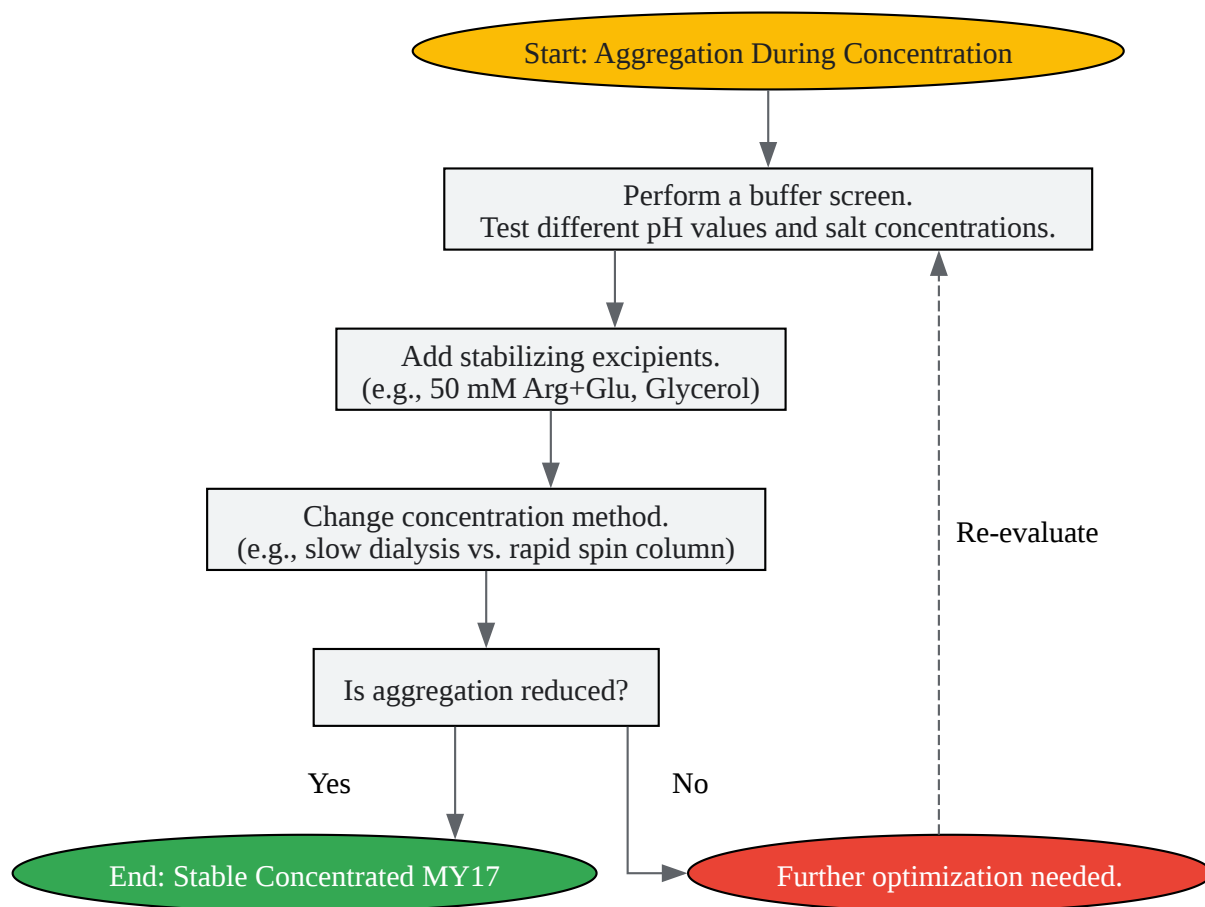 Start: Aggregation During Concentration
Perform a buffer screen.
Test different pH values and salt concentrations.
Add stabilizing excipients.
(e.g., 50 mM Arg+Glu, Glycerol)
Change concentration method.
(e.g., slow dialysis vs. rapid spin column)
Re-evaluate
Is aggregation reduced?
Yes
No
End: Stable Concentrated MY17
Further optimization needed.